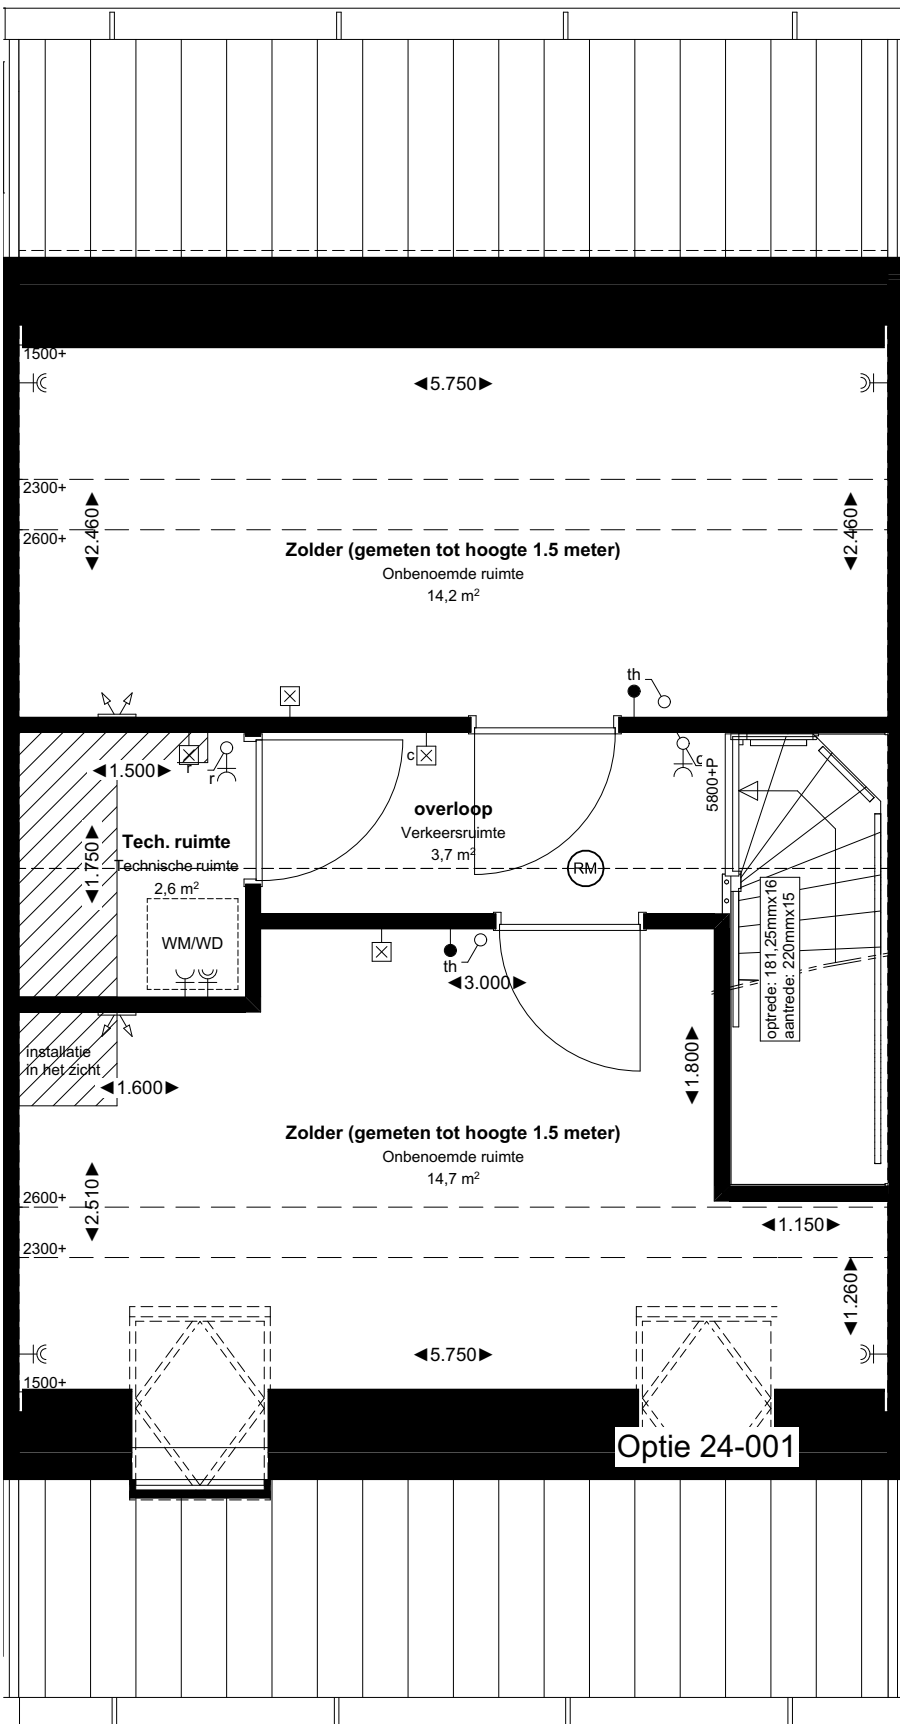 1500+
5.750
2300+
2.460
2.460
2600+
Zolder (gemeten tot hoogte 1.5 meter)
Onbenoemde ruimte
14,2 m²
th
r
r
c
c
1.500
5800+P
overloop
Verkeersruimte
3,7 m²
Tech. ruimte
Technische ruimte
2,6 m²
1.750
RM
WM/WD
optrede: 181,25mmx16
aantrede: 220mmx15
th
3.000
installatie
in het zicht
1.600
1.800
Zolder (gemeten tot hoogte 1.5 meter)
Onbenoemde ruimte
14,7 m²
2600+
2.510
1.150
2300+
1.260
5.750
1500+
Optie 24-001